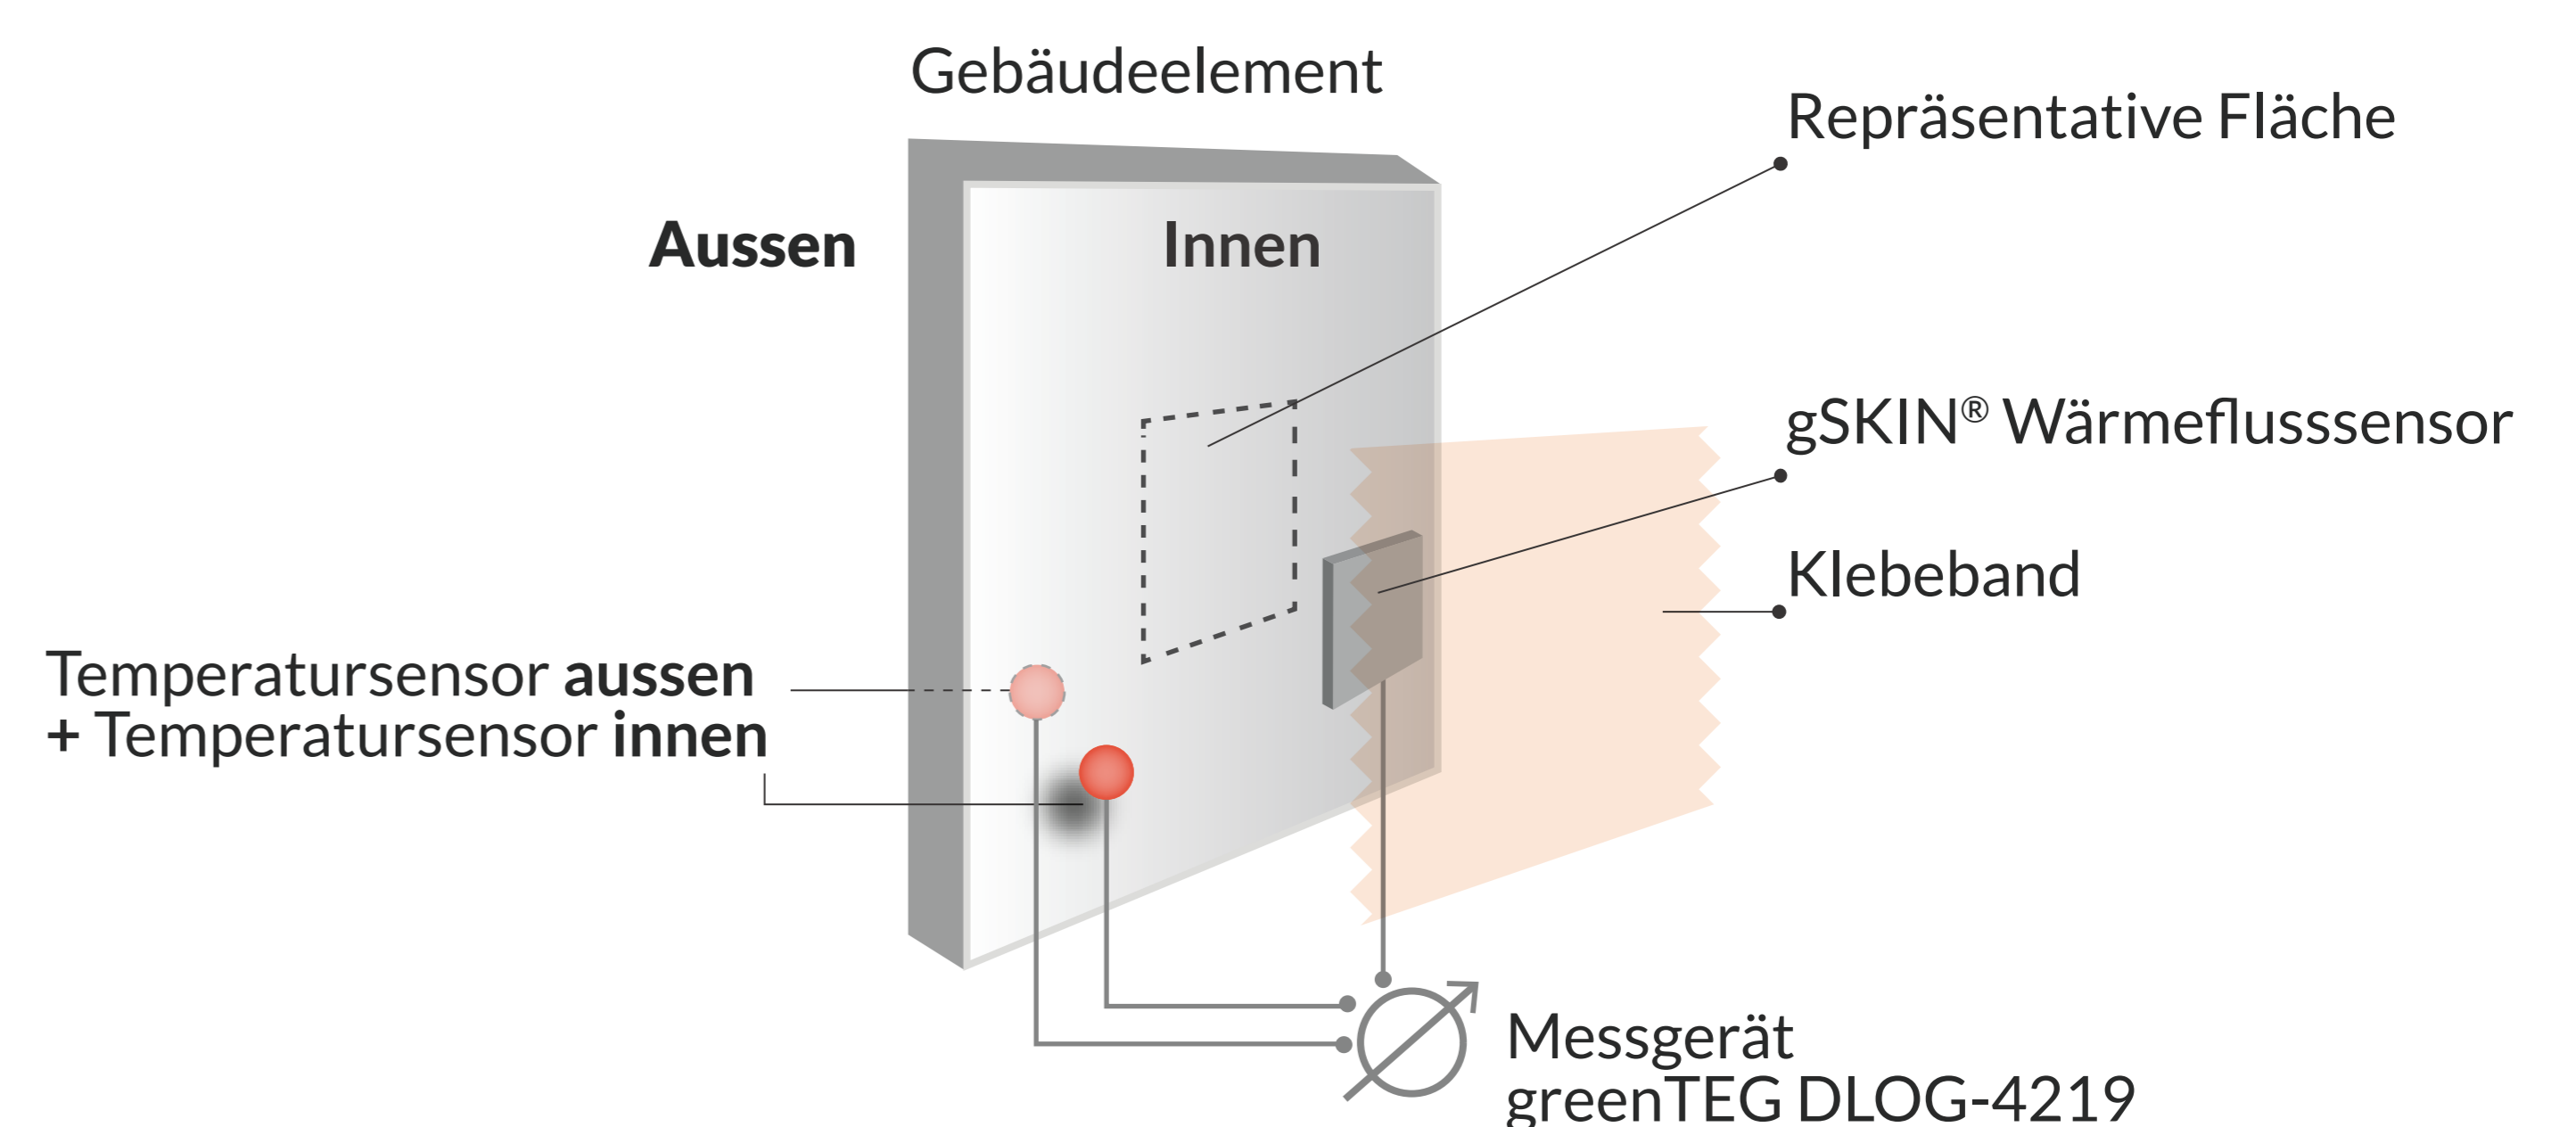 Gebäudeelement
Repräsentative Fläche
Aussen
Innen
gSKIN® Wärmeflusssensor
Klebeband
Temperatursensor aussen
+ Temperatursensor innen
Messgerät
greenTEG DLOG-4219